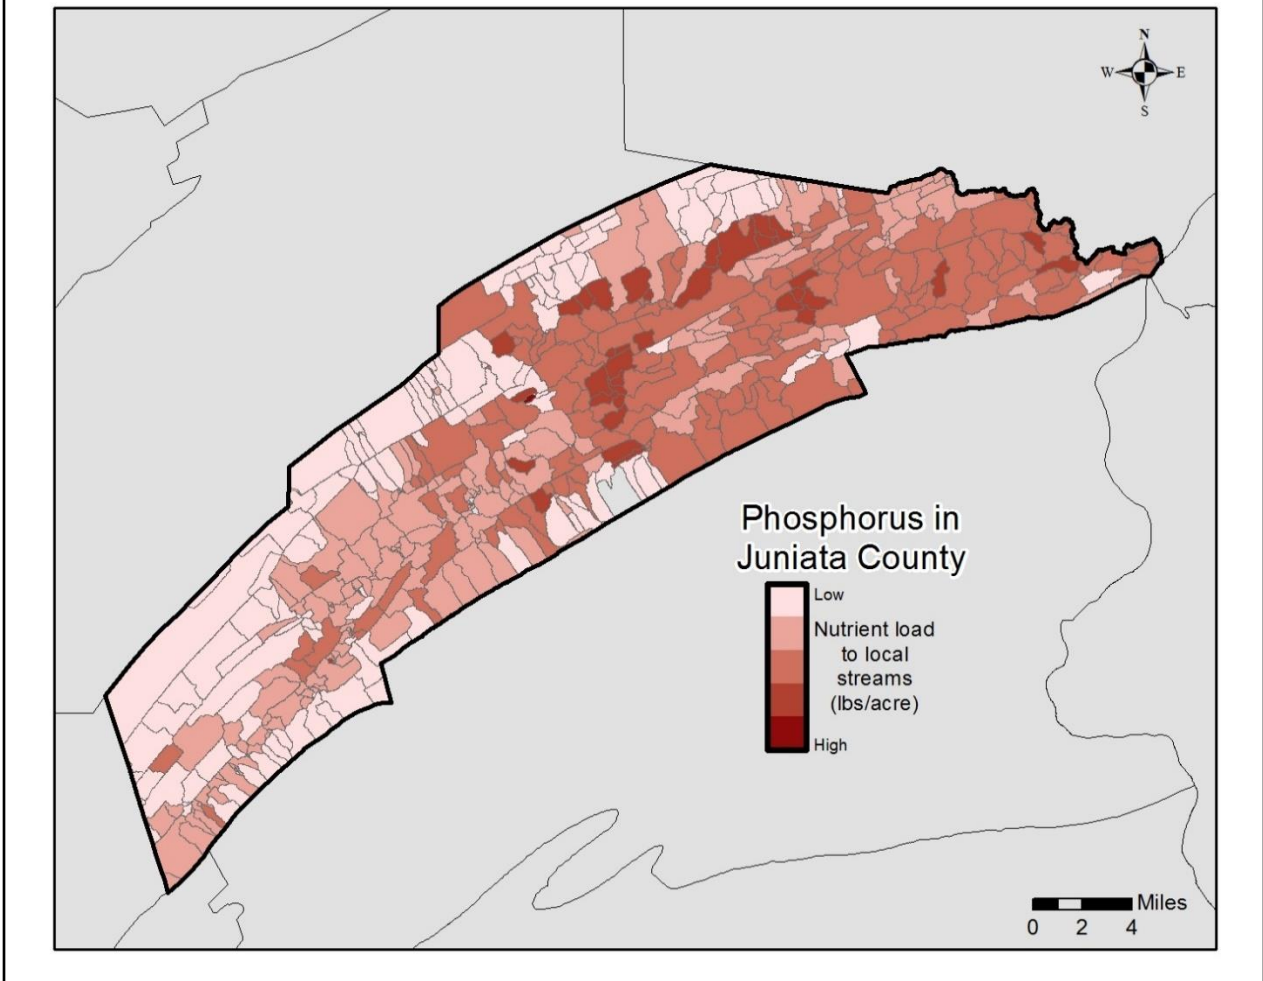 N
W E
S
Phosphorus in
Juniata County
Low
Nutrient load
to local
streams
(lbs/acre)
High
Miles
0 2 4